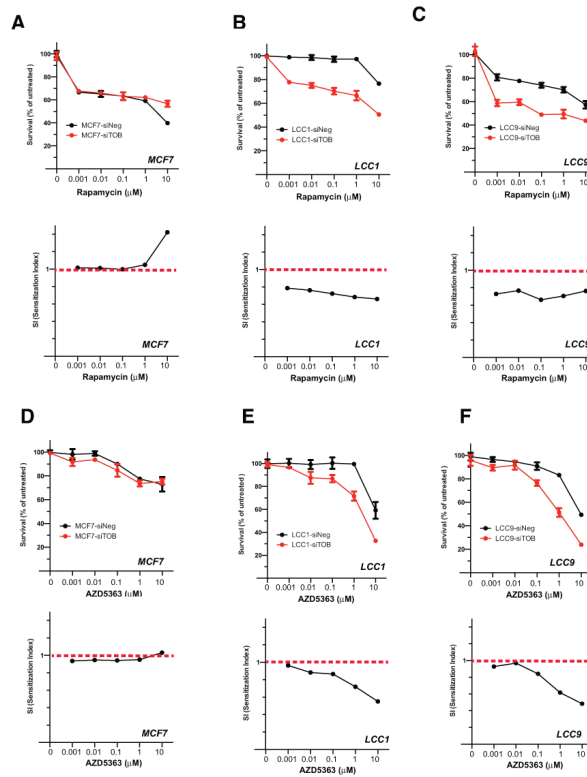 A
Survival (% of untreated )
100
80
60
40
20
MCF7-siNeg
MCF7-siTOB
MCF7
0 0.001 0.01 0.1 1 10
Rapamycin (μM)
SI (Sensitization Index)
1
MCF7
0 0.001 0.01 0.1 1 10
Rapamycin (μM)
B
Survival (% of untreated )
100
80
60
40
20
LCC1-siNeg
LCC1-siTOB
LCC1
0 0.001 0.01 0.1 1 10
Rapamycin (μM)
SI (Sensitization Index)
1
LCC1
0 0.001 0.01 0.1 1 10
Rapamycin (μM)
C
Survival (% of untreated )
100
80
60
40
20
LCC9-siNeg
LCC9-siTOB
LCC9
0 0.001 0.01 0.1 1 10
Rapamycin (μM)
SI (Sensitization Index)
1
LCC9
0 0.001 0.01 0.1 1 10
Rapamycin (μM)
D
Survival (% of untreated )
100
80
60
40
20
MCF7-siNeg
MCF7-siTOB
MCF7
0 0.001 0.01 0.1 1 10
AZD5363 (μM)
SI (Sensitization Index)
1
MCF7
0 0.001 0.01 0.1 1 10
AZD5363 (μM)
E
Survival (% of untreated )
100
80
60
40
20
LCC1-siNeg
LCC1-siTOB
LCC1
0 0.001 0.01 0.1 1 10
AZD5363 (μM)
SI (Sensitization Index)
1
LCC1
0 0.001 0.01 0.1 1 10
AZD5363 (μM)
F
Survival (% of untreated )
100
80
60
40
20
LCC9-siNeg
LCC9-siTOB
LCC9
0 0.001 0.01 0.1 1 10
AZD5363 (μM)
SI (Sensitization Index)
1
LCC9
0 0.001 0.01 0.1 1 10
AZD5363 (μM)